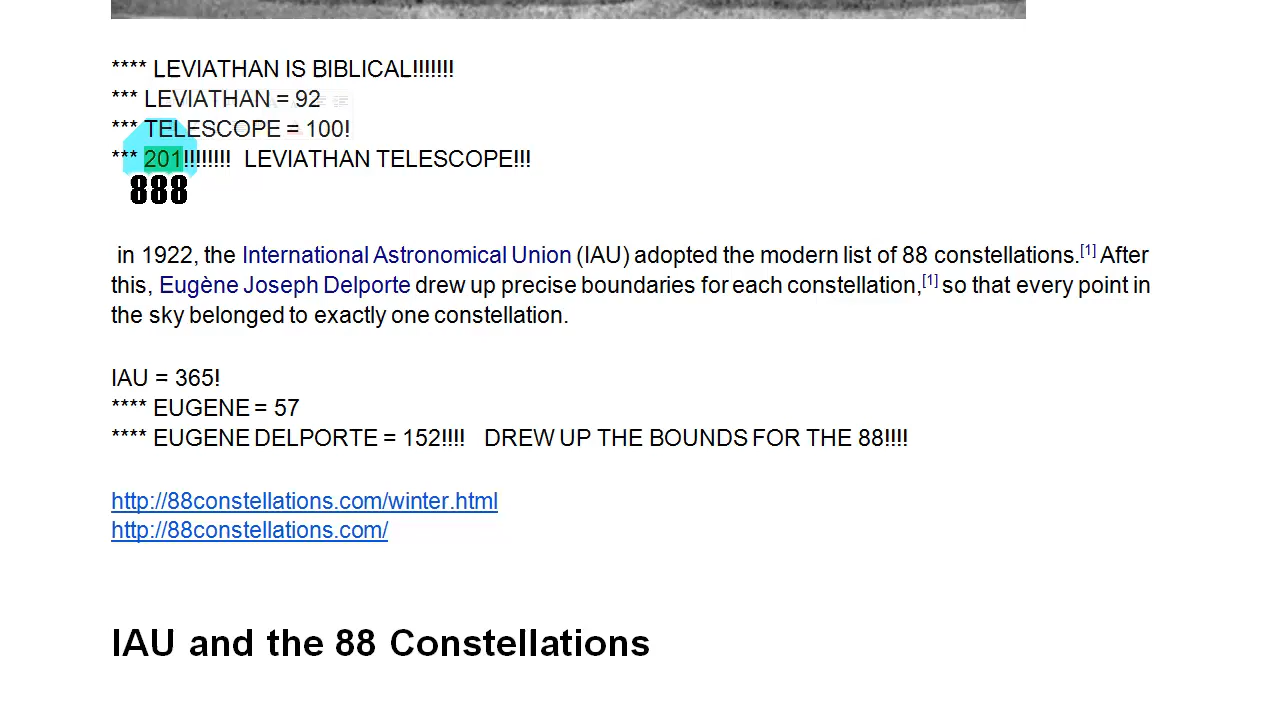 **** LEVIATHAN IS BIBLICAL!!!!!!!
*** LEVIATHAN = 92
*** TELESCOPE = 100!
*** 201!!!!!!!! LEVIATHAN TELESCOPE!!!
888
in 1922, the International Astronomical Union (IAU) adopted the modern list of 88 constellations.[1] After
this, Eugène Joseph Delporte drew up precise boundaries for each constellation,[1] so that every point in
the sky belonged to exactly one constellation.
IAU = 365!
**** EUGENE = 57
**** EUGENE DELPORTE = 152!!!! DREW UP THE BOUNDS FOR THE 88!!!!
http://88constellations.com/winter.html
http://88constellations.com/
IAU and the 88 Constellations